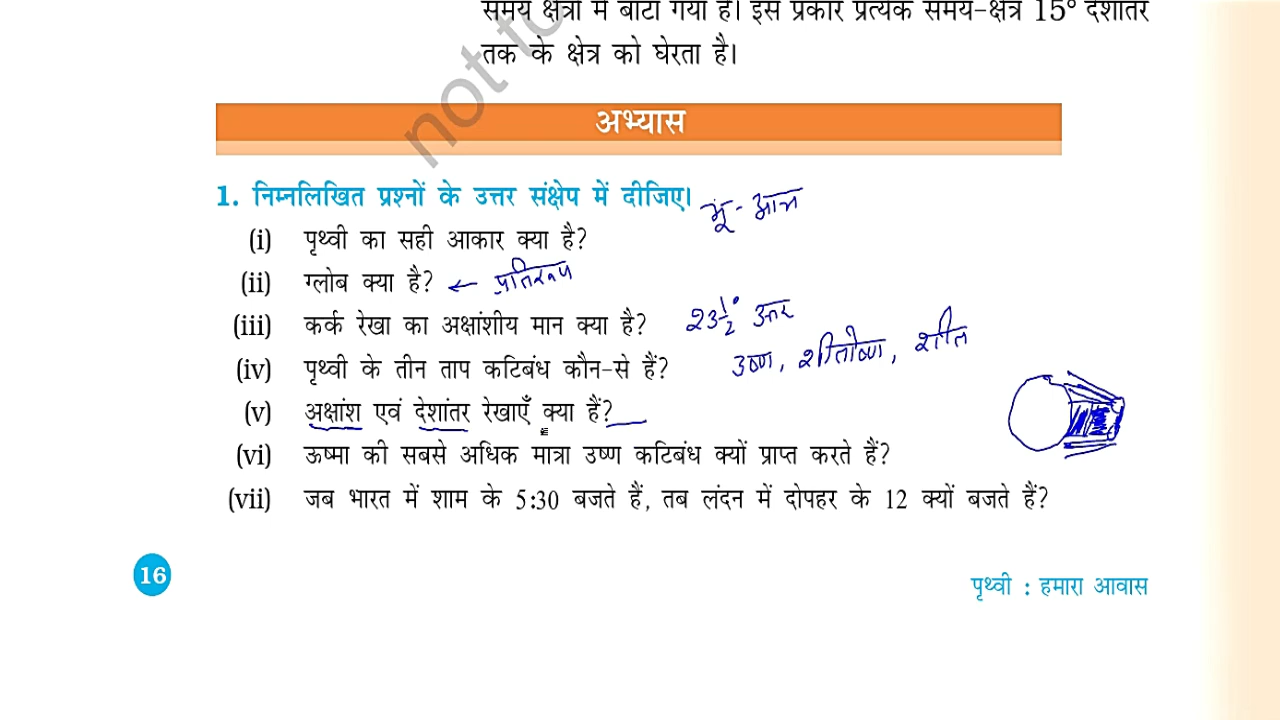 समय क्षेत्रों में बाँटा गया है। इस प्रकार प्रत्येक समय-क्षेत्र 15° देशांतर
तक के क्षेत्र को घेरता है।
not to
अभ्यास
1. निम्नलिखित प्रश्नों के उत्तर संक्षेप में दीजिए।
भू-आभ
(i) पृथ्वी का सही आकार क्या है?
(ii) ग्लोब क्या है? ← प्रतिरूप
(iii) कर्क रेखा का अक्षांशीय मान क्या है? 23½° उत्तर
(iv) पृथ्वी के तीन ताप कटिबंध कौन-से हैं? उष्ण, शीतोष्ण, शीत
(v) अक्षांश एवं देशांतर रेखाएँ क्या हैं?
(vi) ऊष्मा की सबसे अधिक मात्रा उष्ण कटिबंध क्यों प्राप्त करते हैं?
(vii) जब भारत में शाम के 5:30 बजते हैं, तब लंदन में दोपहर के 12 क्यों बजते हैं?
16
पृथ्वी : हमारा आवास